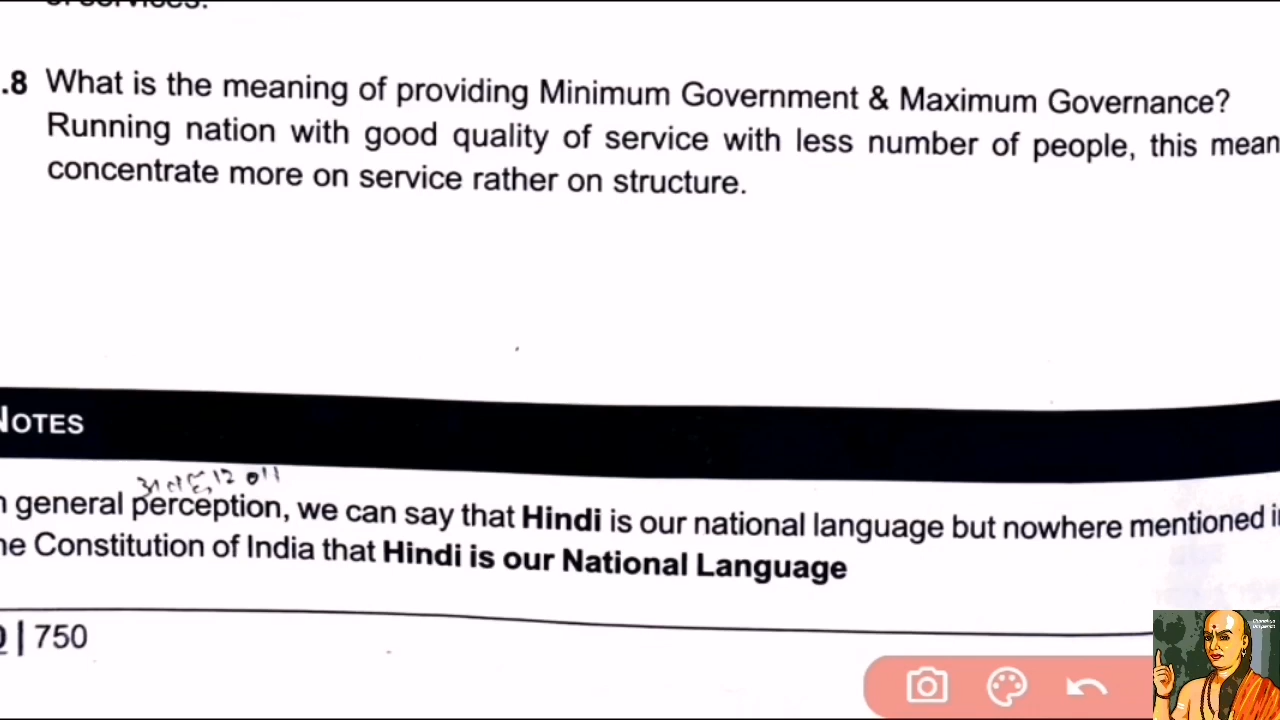 .8 What is the meaning of providing Minimum Government & Maximum Governance?
Running nation with good quality of service with less number of people, this mean
concentrate more on service rather on structure.
NOTES
n general perception, we can say that Hindi is our national language but nowhere mentioned in
he Constitution of India that Hindi is our National Language
| 750